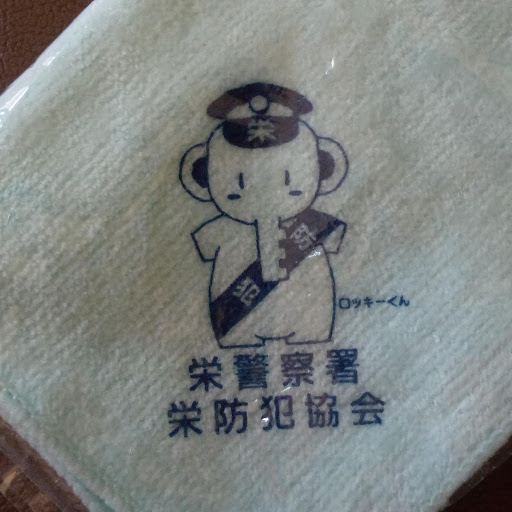 栄
防
犯
ロッキーくん
栄警察署
栄防犯協会